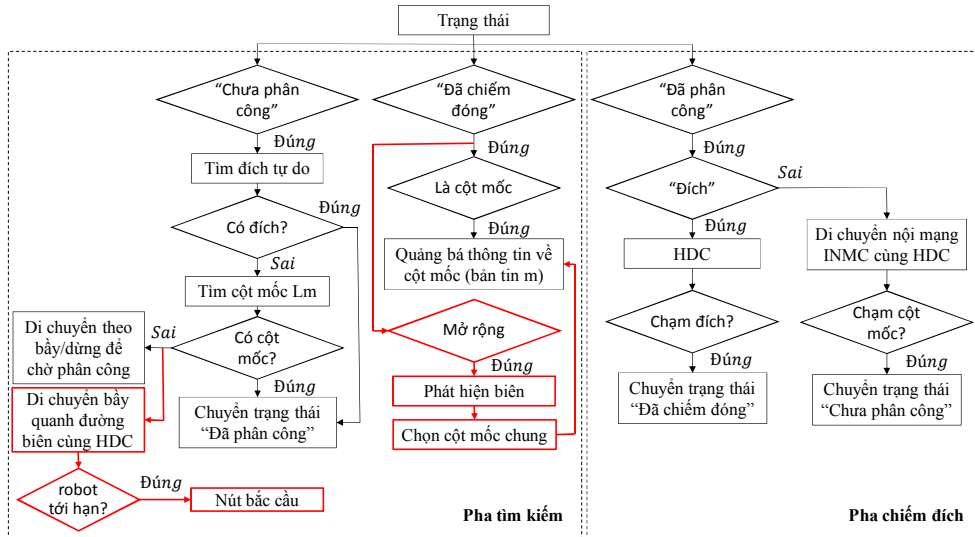 Trạng thái
“Chưa phân
công”
“Đã chiếm
đóng”
“Đã phân
công”
Đúng
Đúng
Đúng
Tìm đích tự do
Là cột mốc
“Đích”
Sai
Có đích?
Đúng
Đúng
Đúng
Sai
Quảng bá thông tin về
cột mốc (bản tin m)
HDC
Di chuyển nội mạng
INMC cùng HDC
Tìm cột mốc Lm
Mở rộng
Chạm đích?
Chạm cột
mốc?
Di chuyển theo
bầy/dừng để
chờ phân công
Sai
Có cột
mốc?
Đúng
Đúng
Đúng
Đúng
Di chuyển bầy
quanh đường
biên cùng HDC
Chuyển trạng thái
“Đã phân công”
Phát hiện biên
Chọn cột mốc chung
Chuyển trạng thái
“Đã chiếm đóng”
Chuyển trạng thái
“Chưa phân công”
robot
tới hạn?
Đúng
Nút bắc cầu
Pha tìm kiếm
Pha chiếm đích